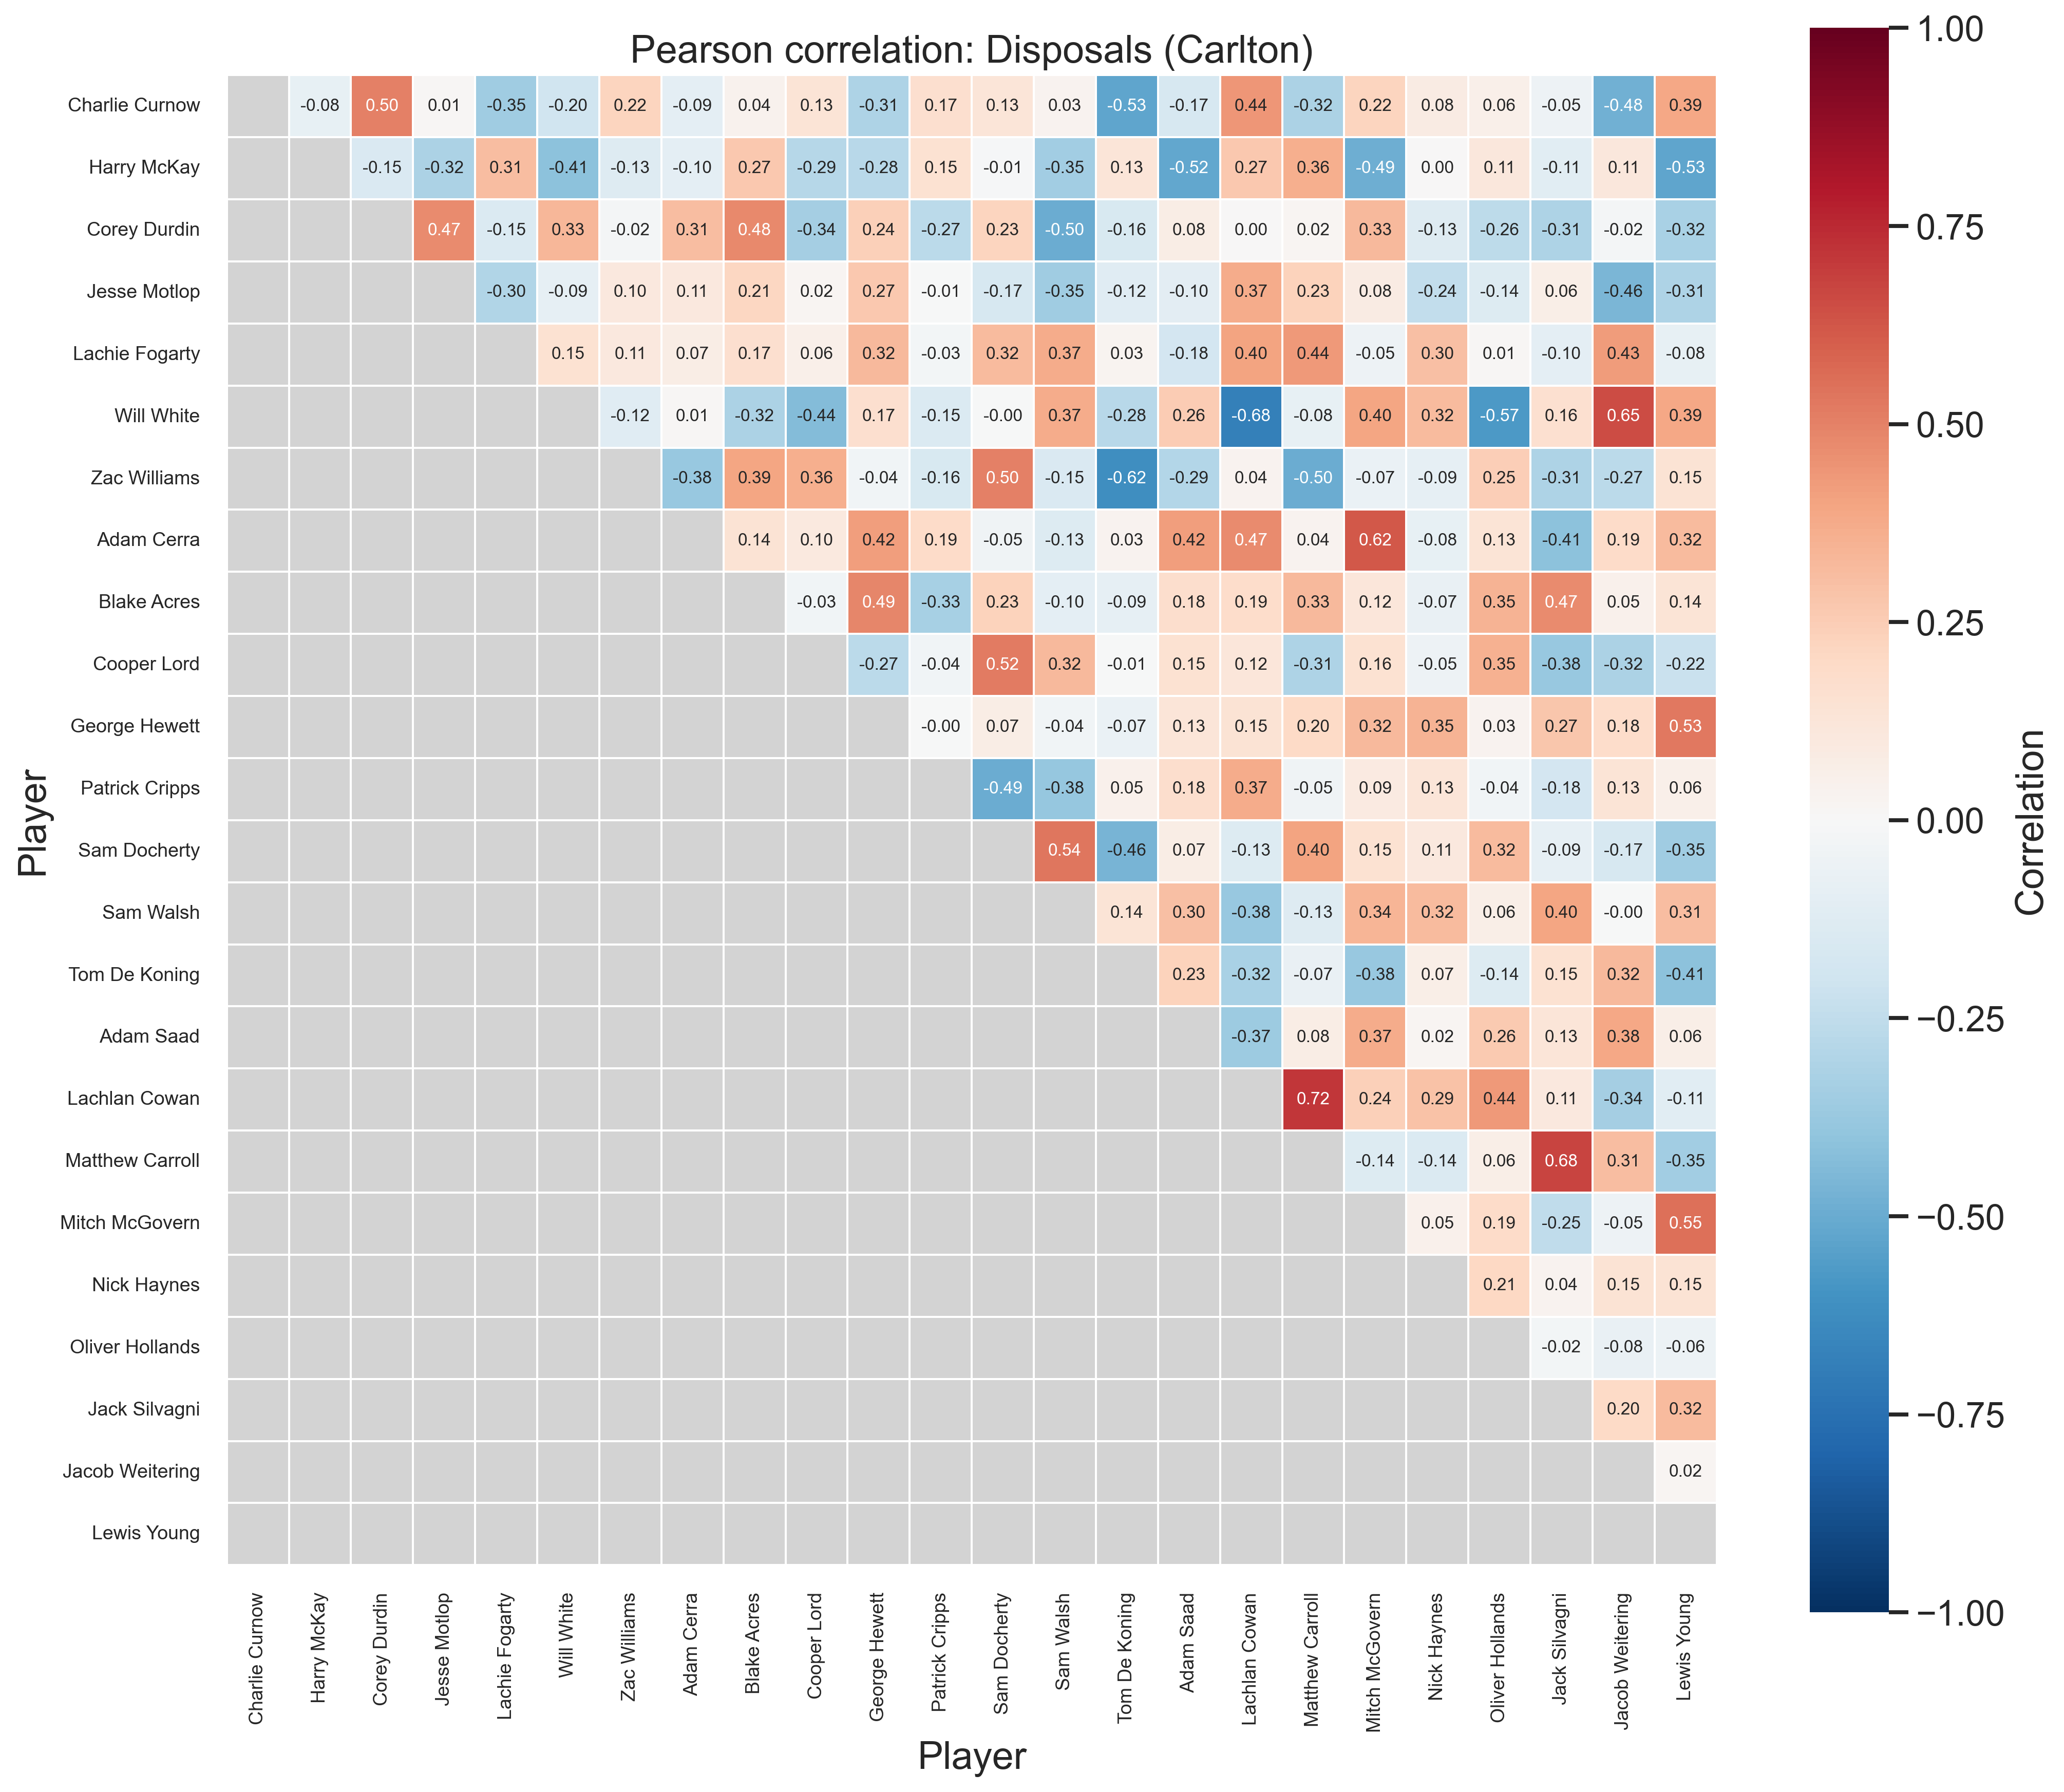 Pearson correlation: Disposals (Carlton)
Charlie Curnow -0.08 0.50 0.01 -0.35 -0.20 0.22 -0.09 0.04 0.13 -0.31 0.17 0.13 0.03 -0.53 -0.17 0.44 -0.32 0.22 0.08 0.06 -0.05 -0.48 0.39
Harry McKay -0.15 -0.32 0.31 -0.41 -0.13 -0.10 0.27 -0.29 -0.28 0.15 -0.01 -0.35 0.13 -0.52 0.27 0.36 -0.49 0.00 0.11 -0.11 0.11 -0.53
Corey Durdin 0.47 -0.15 0.33 -0.02 0.31 0.48 -0.34 0.24 -0.27 0.23 -0.50 -0.16 0.08 0.00 0.02 0.33 -0.13 -0.26 -0.31 -0.02 -0.32
Jesse Motlop -0.30 -0.09 0.10 0.11 0.21 0.02 0.27 -0.01 -0.17 -0.35 -0.12 -0.10 0.37 0.23 0.08 -0.24 -0.14 0.06 -0.46 -0.31
Lachie Fogarty 0.15 0.11 0.07 0.17 0.06 0.32 -0.03 0.32 0.37 0.03 -0.18 0.40 0.44 -0.05 0.30 0.01 -0.10 0.43 -0.08
Will White -0.12 0.01 -0.32 -0.44 0.17 -0.15 -0.00 0.37 -0.28 0.26 -0.68 -0.08 0.40 0.32 -0.57 0.16 0.65 0.39
Zac Williams -0.38 0.39 0.36 -0.04 -0.16 0.50 -0.15 -0.62 -0.29 0.04 -0.50 -0.07 -0.09 0.25 -0.31 -0.27 0.15
Adam Cerra 0.14 0.10 0.42 0.19 -0.05 -0.13 0.03 0.42 0.47 0.04 0.62 -0.08 0.13 -0.41 0.19 0.32
Blake Acres -0.03 0.49 -0.33 0.23 -0.10 -0.09 0.18 0.19 0.33 0.12 -0.07 0.35 0.47 0.05 0.14
Cooper Lord -0.27 -0.04 0.52 0.32 -0.01 0.15 0.12 -0.31 0.16 -0.05 0.35 -0.38 -0.32 -0.22
George Hewett -0.00 0.07 -0.04 -0.07 0.13 0.15 0.20 0.32 0.35 0.03 0.27 0.18 0.53
Patrick Cripps -0.49 -0.38 0.05 0.18 0.37 -0.05 0.09 0.13 -0.04 -0.18 0.13 0.06
Sam Docherty 0.54 -0.46 0.07 -0.13 0.40 0.15 0.11 0.32 -0.09 -0.17 -0.35
Sam Walsh 0.14 0.30 -0.38 -0.13 0.34 0.32 0.06 0.40 -0.00 0.31
Tom De Koning 0.23 -0.32 -0.07 -0.38 0.07 -0.14 0.15 0.32 -0.41
Adam Saad -0.37 0.08 0.37 0.02 0.26 0.13 0.38 0.06
Lachlan Cowan 0.72 0.24 0.29 0.44 0.11 -0.34 -0.11
Matthew Carroll -0.14 -0.14 0.06 0.68 0.31 -0.35
Mitch McGovern 0.05 0.19 -0.25 -0.05 0.55
Nick Haynes 0.21 0.04 0.15 0.15
Oliver Hollands -0.02 -0.08 -0.06
Jack Silvagni 0.20 0.32
Jacob Weitering 0.02
Lewis Young
Player
Charlie Curnow
Harry McKay
Corey Durdin
Jesse Motlop
Lachie Fogarty
Will White
Zac Williams
Adam Cerra
Blake Acres
Cooper Lord
George Hewett
Patrick Cripps
Sam Docherty
Sam Walsh
Tom De Koning
Adam Saad
Lachlan Cowan
Matthew Carroll
Mitch McGovern
Nick Haynes
Oliver Hollands
Jack Silvagni
Jacob Weitering
Lewis Young
Player
1.00
0.75
0.50
0.25
0.00
−0.25
−0.50
−0.75
−1.00
Correlation